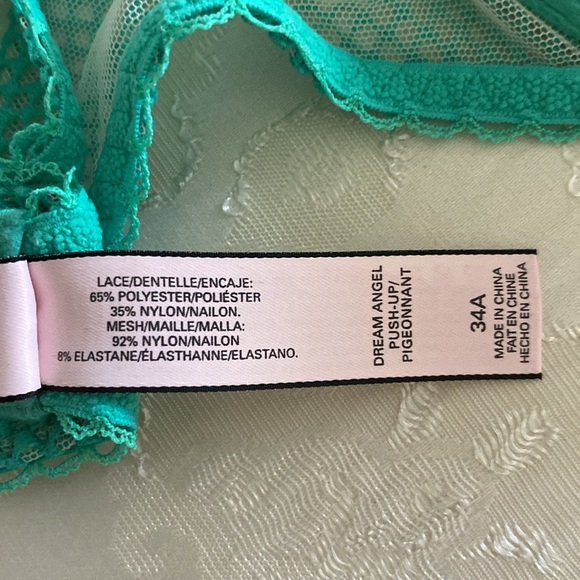 LACE/DENTELLE/ENCAJE:
65% POLYESTER/POLIÉSTER
35% NYLON/NAILON.
MESH/MAILLE/MALLA:
92% NYLON/NAILON
8% ELASTANE/ÉLASTHANNE/ELASTANO.
DREAM ANGEL
PUSH-UP/
PIGEONNANT
34A
MADE IN CHINA
FAIT EN CHINE
HECHO EN CHINA